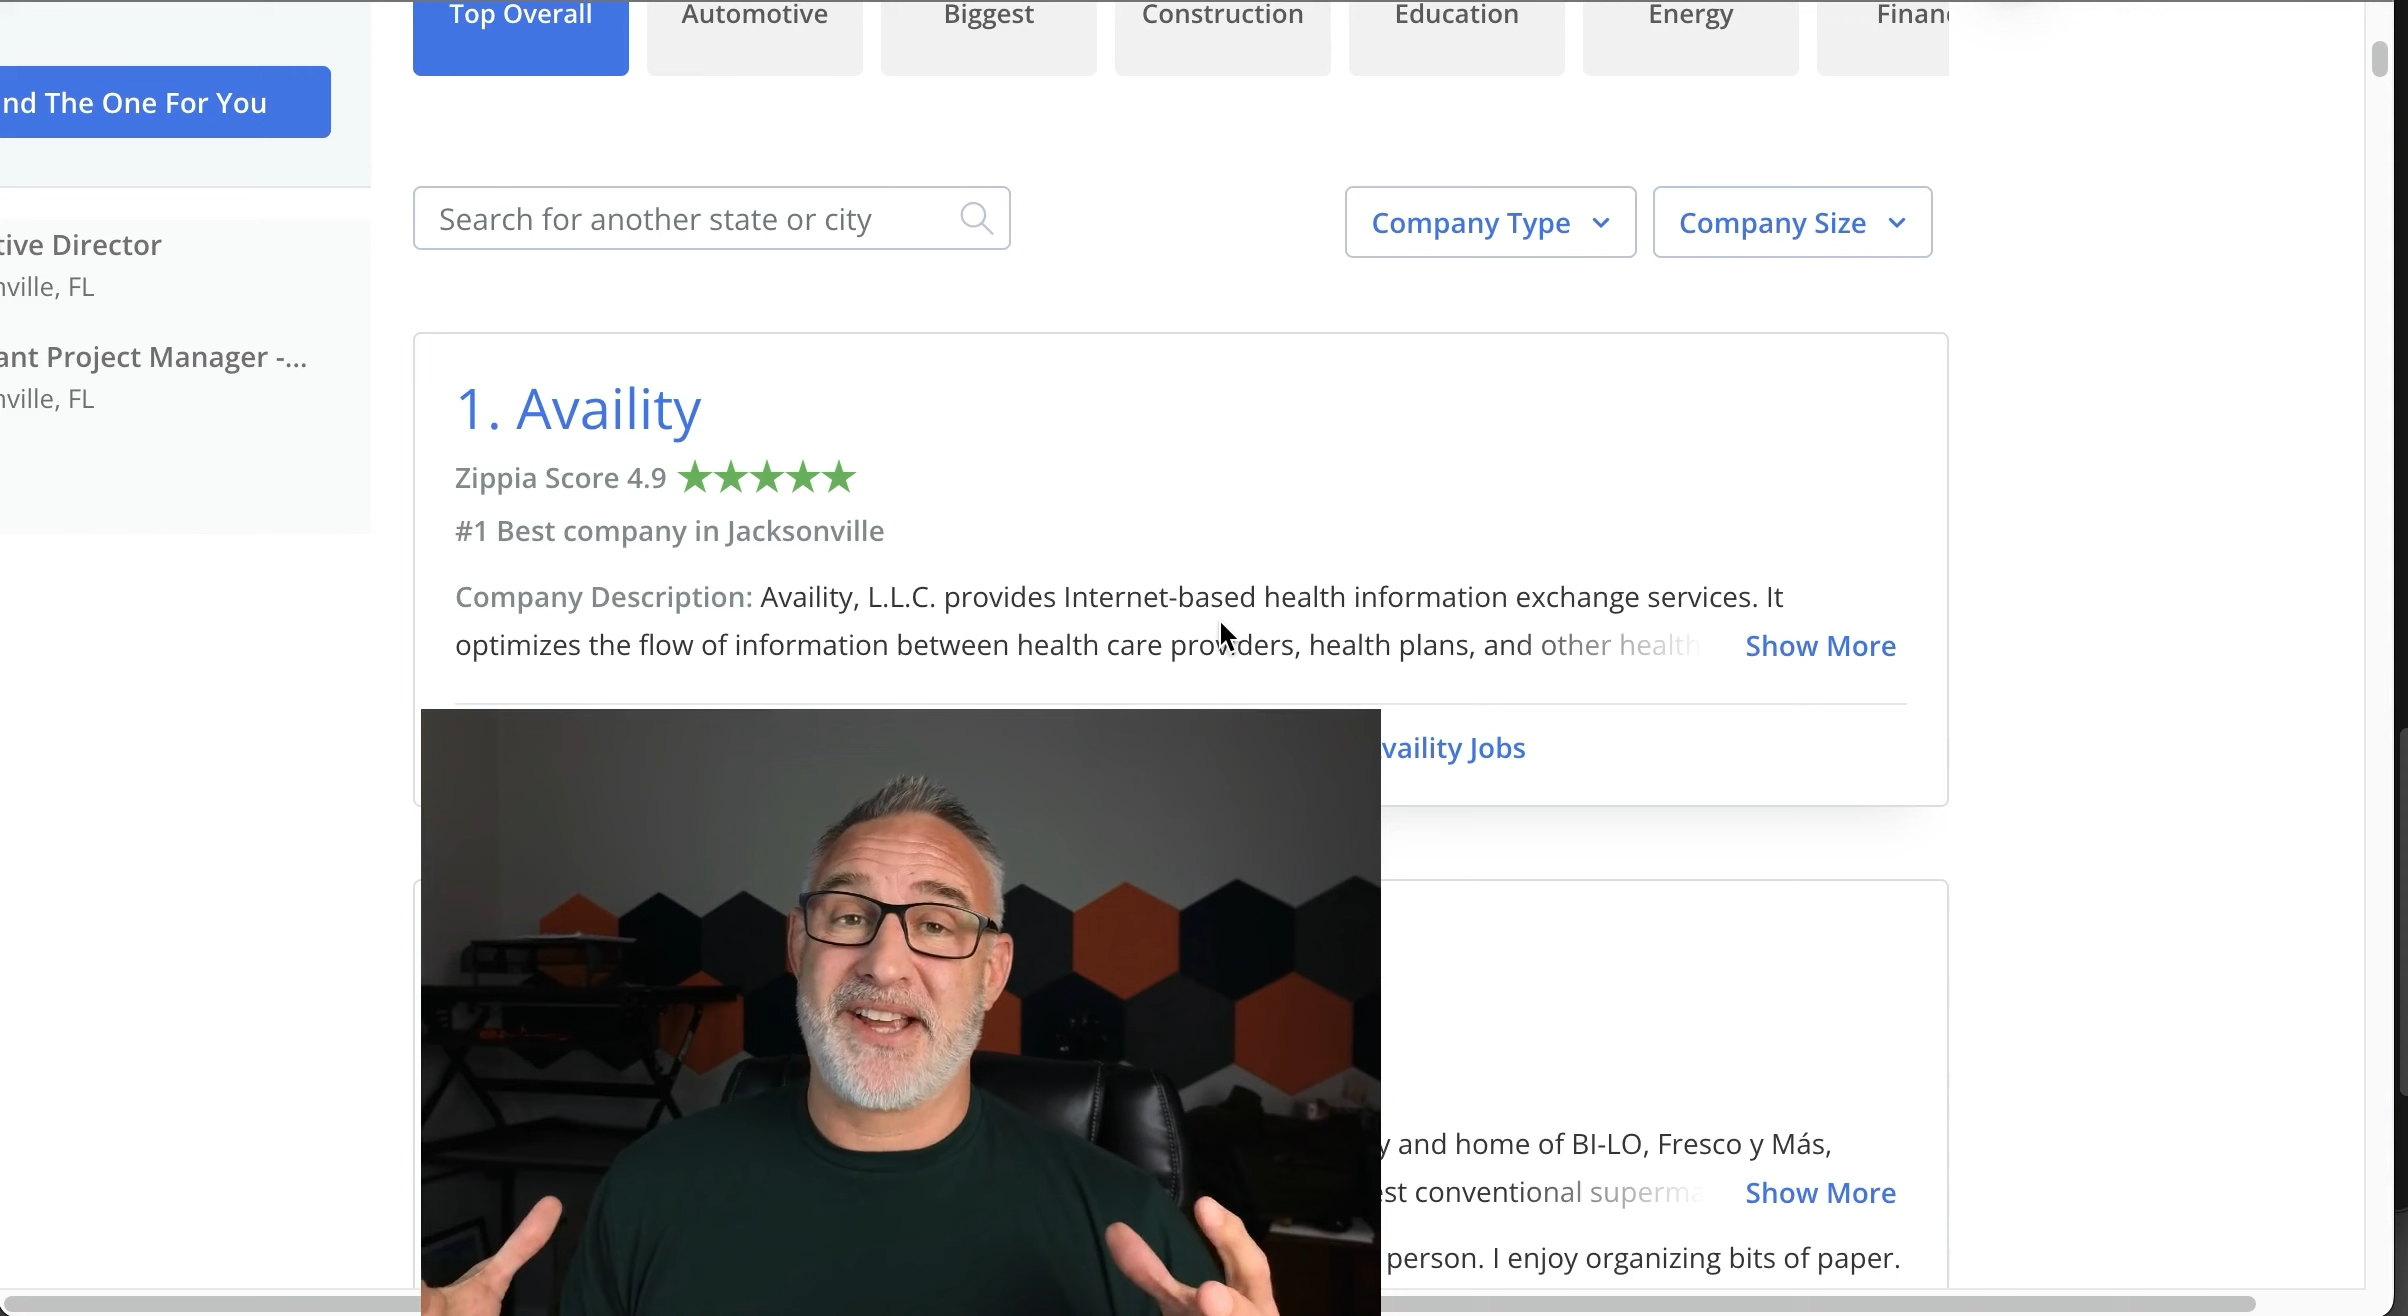 Top Overall
Automotive
Biggest
Construction
Education
Energy
Finan
nd The One For You
Search for another state or city
Company Type
Company Size
tive Director
ville, FL
ant Project Manager -...
ville, FL
1. Availity
Zippia Score 4.9
#1 Best company in Jacksonville
Company Description: Availity, L.L.C. provides Internet-based health information exchange services. It
optimizes the flow of information between health care providers, health plans, and other health
Show More
vaility Jobs
y and home of BI-LO, Fresco y Más,
est conventional superma
Show More
person. I enjoy organizing bits of paper.